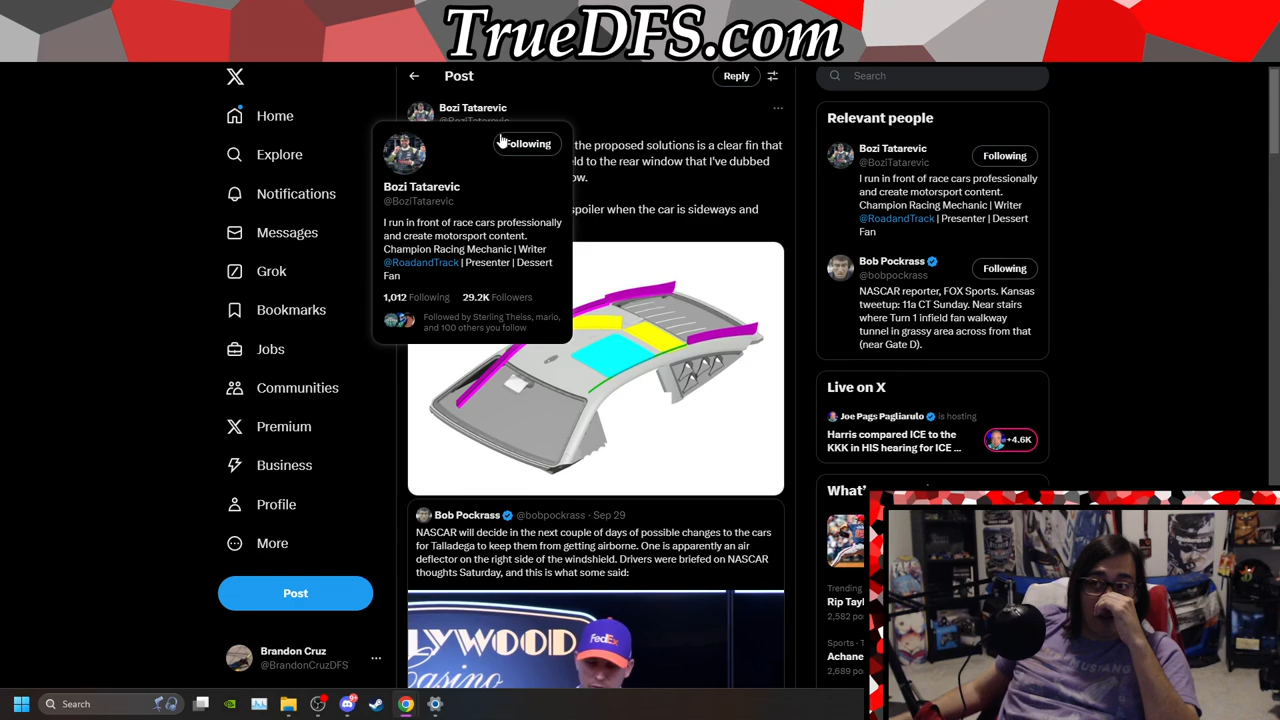 TrueDFS.com
Home
Explore
Notifications
Messages
Grok
Bookmarks
Jobs
Communities
Premium
Business
Profile
More
Post
Brandon Cruz
@BrandonCruzDFS
Post
Reply
Bozi Tatarevic
@BoziTatarevic
the proposed solutions is a clear fin that
ld to the rear window that I've dubbed
ow.
spoiler when the car is sideways and
Following
Bozi Tatarevic
@BoziTatarevic
I run in front of race cars professionally
and create motorsport content.
Champion Racing Mechanic | Writer
@RoadandTrack | Presenter | Dessert
Fan
1,012 Following 29.2K Followers
Followed by Sterling Theiss, mario,
and 100 others you follow
Bob Pockrass @bobpockrass · Sep 29
NASCAR will decide in the next couple of days of possible changes to the cars
for Talladega to keep them from getting airborne. One is apparently an air
deflector on the right side of the windshield. Drivers were briefed on NASCAR
thoughts Saturday, and this is what some said:
LLYWOOD
asino
FedEx
Search
Relevant people
Bozi Tatarevic
@BoziTatarevic
Following
I run in front of race cars professionally
and create motorsport content.
Champion Racing Mechanic | Writer
@RoadandTrack | Presenter | Dessert
Fan
Bob Pockrass
@bobpockrass
Following
NASCAR reporter, FOX Sports. Kansas
tweetup: 11a CT Sunday. Near stairs
where Turn 1 infield fan walkway
tunnel in grassy area across from that
(near Gate D).
Live on X
Joe Pags Pagliarulo is hosting
Harris compared ICE to the
KKK in HIS hearing for ICE ...
+4.6K
What'
Trending
Rip Tayl
2,582 po
Sports · T
Achane
2,689 po
MUSTANG
Search
9+